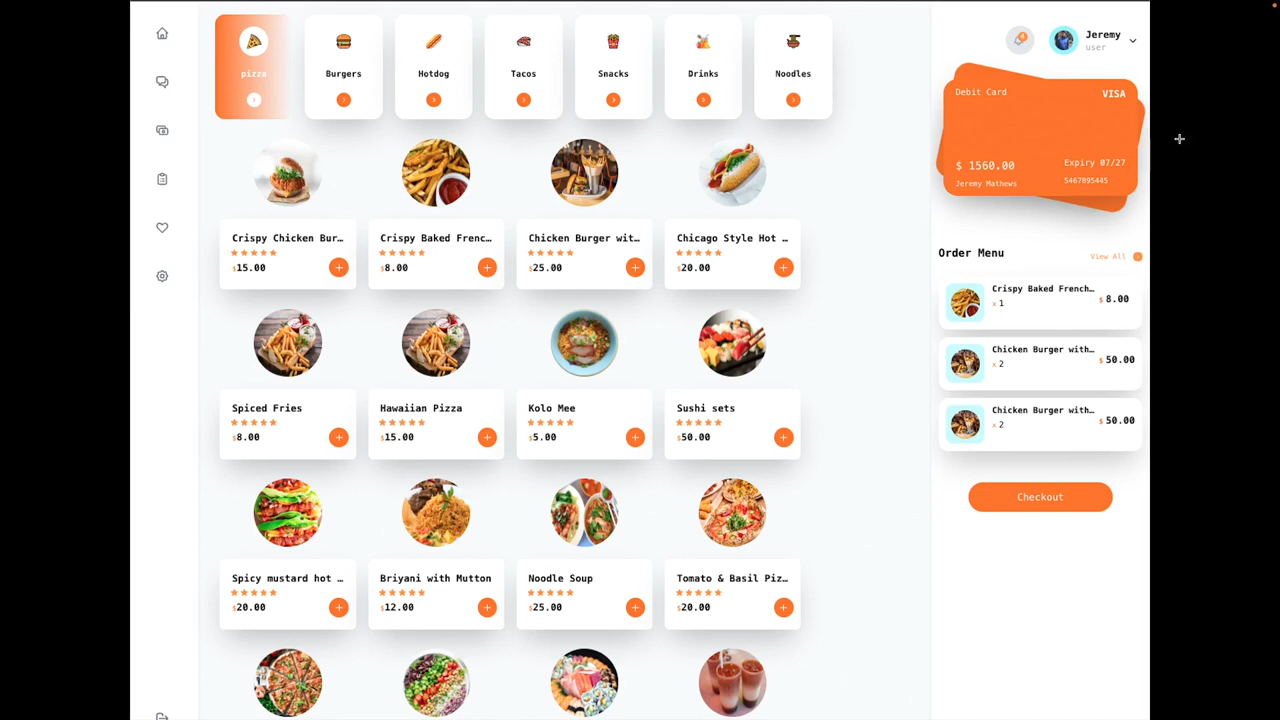 pizza
Burgers
Hotdog
Tacos
Snacks
Drinks
Noodles
Jeremy
user
Debit Card
VISA
$ 1560.00
Expiry 07/27
Jeremy Mathews
5467895445
Crispy Chicken Bur…
$15.00
Crispy Baked Frenc…
$8.00
Chicken Burger wit…
$25.00
Chicago Style Hot …
$20.00
Order Menu
View All
Crispy Baked French…
x 1
$ 8.00
Chicken Burger with…
x 2
$ 50.00
Chicken Burger with…
x 2
$ 50.00
Checkout
Spiced Fries
$8.00
Hawaiian Pizza
$15.00
Kolo Mee
$5.00
Sushi sets
$50.00
Spicy mustard hot …
$20.00
Briyani with Mutton
$12.00
Noodle Soup
$25.00
Tomato & Basil Piz…
$20.00